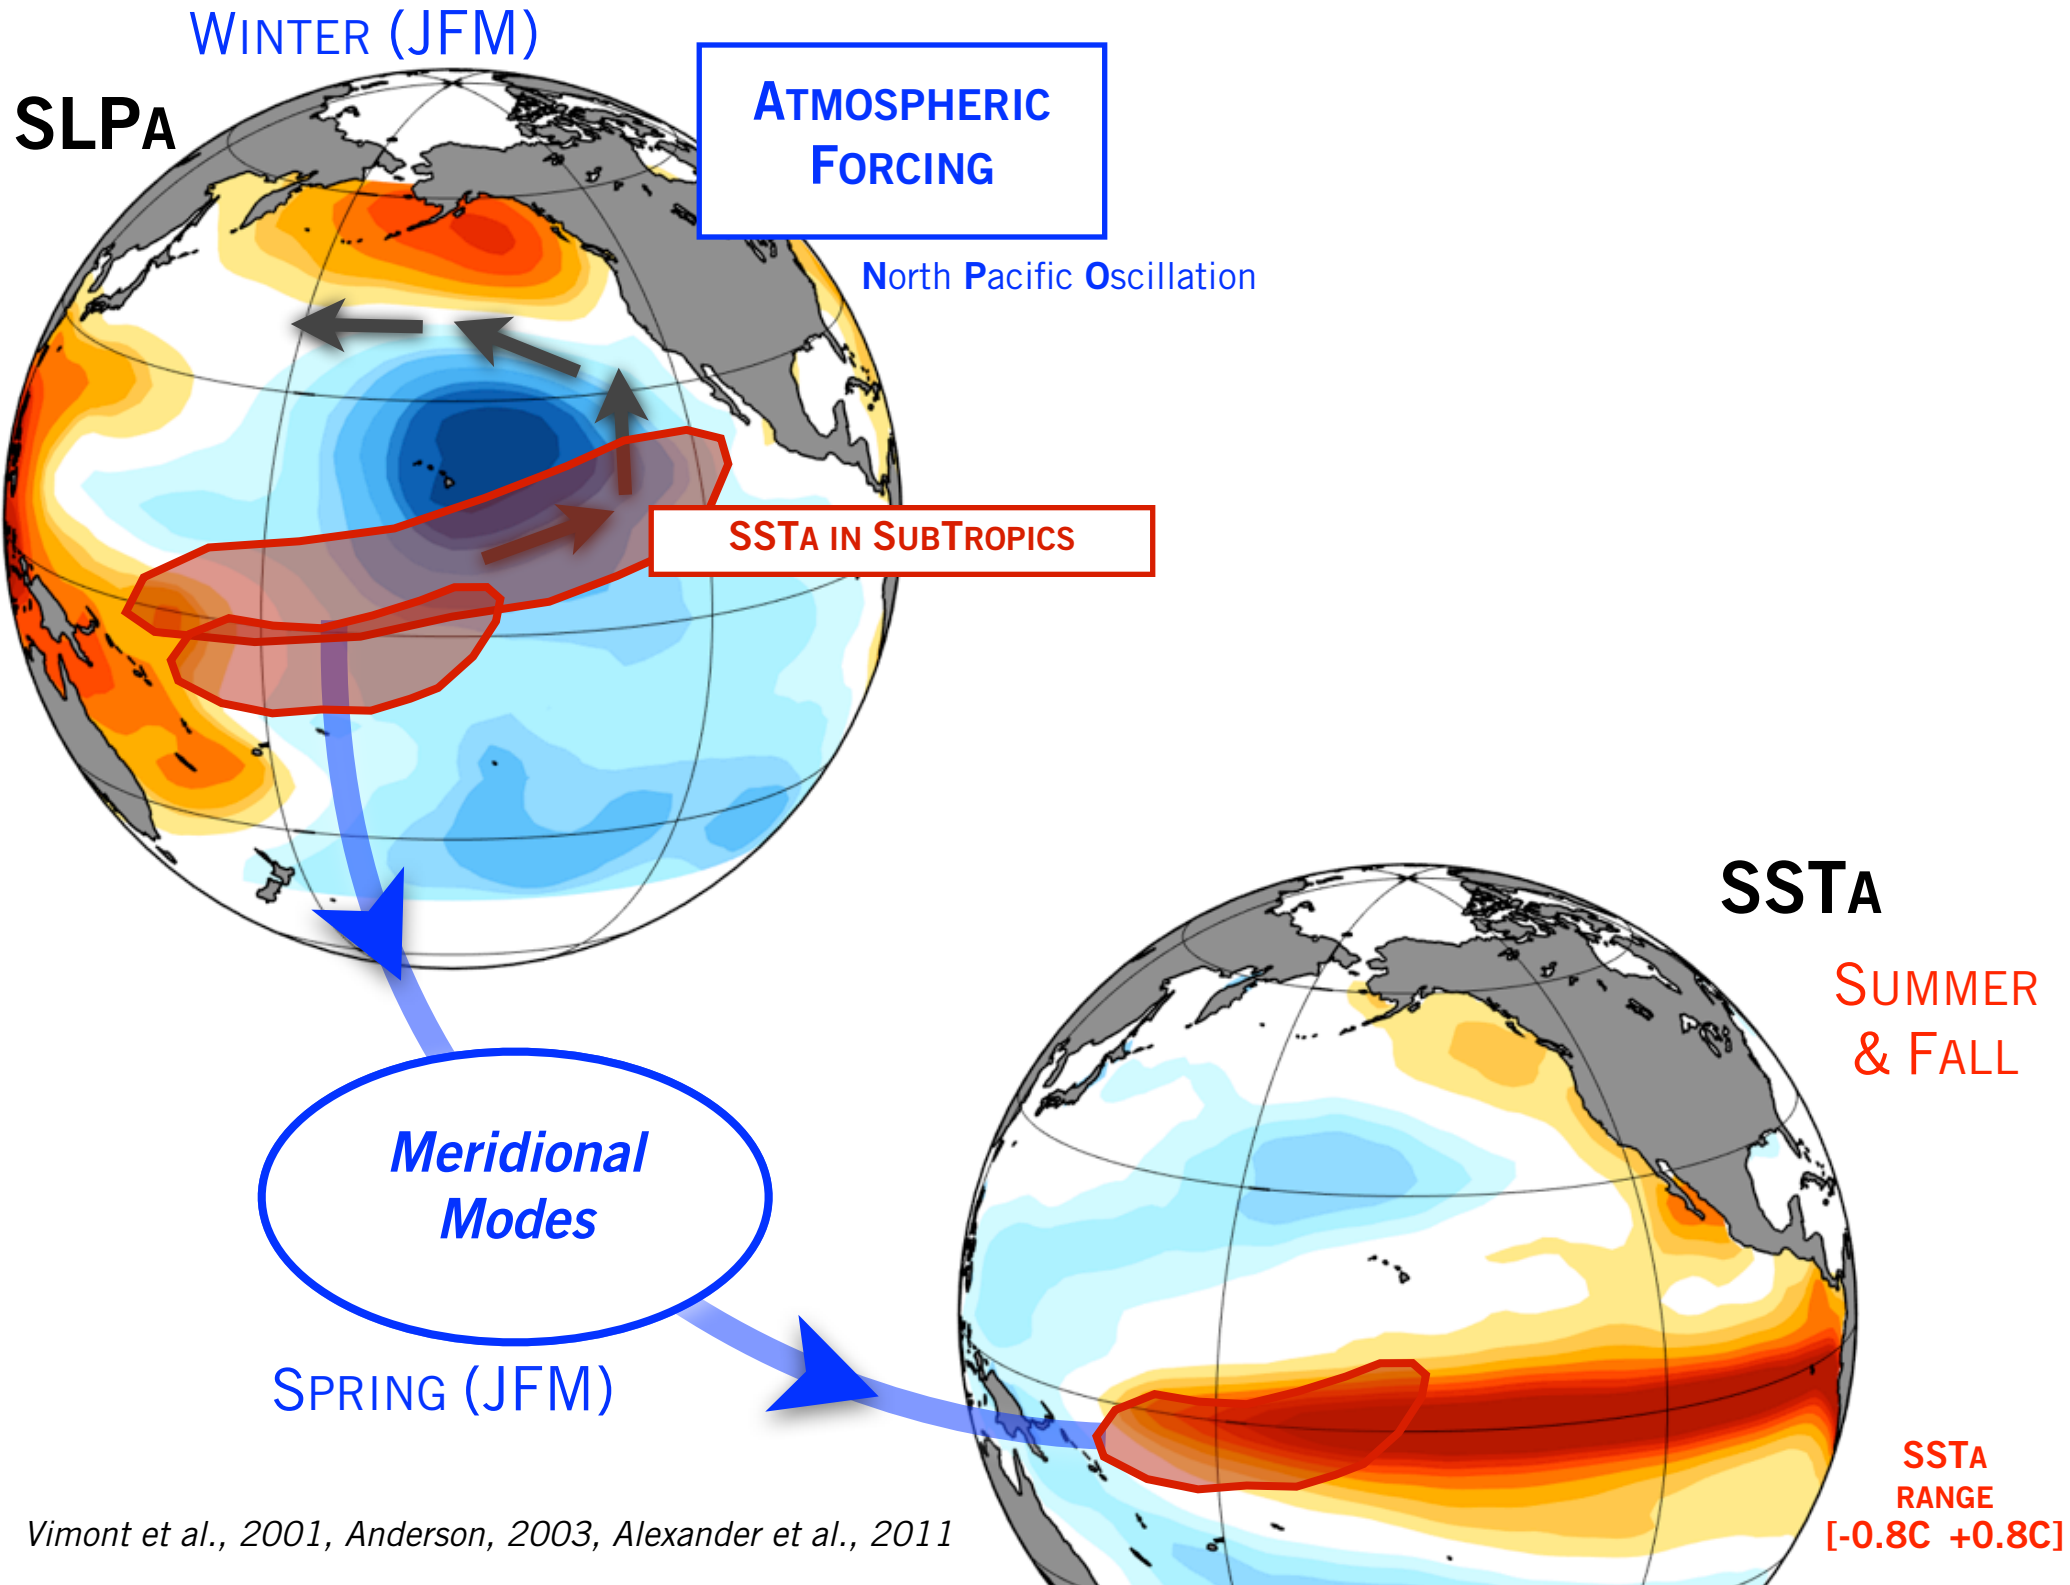 WINTER (JFM)
SLPA
ATMOSPHERIC
FORCING
North Pacific Oscillation
SSTA IN SUBTROPICS
SSTA
SUMMER
& FALL
Meridional
Modes
SPRING (JFM)
SSTA
RANGE
[-0.8C +0.8C]
Vimont et al., 2001, Anderson, 2003, Alexander et al., 2011